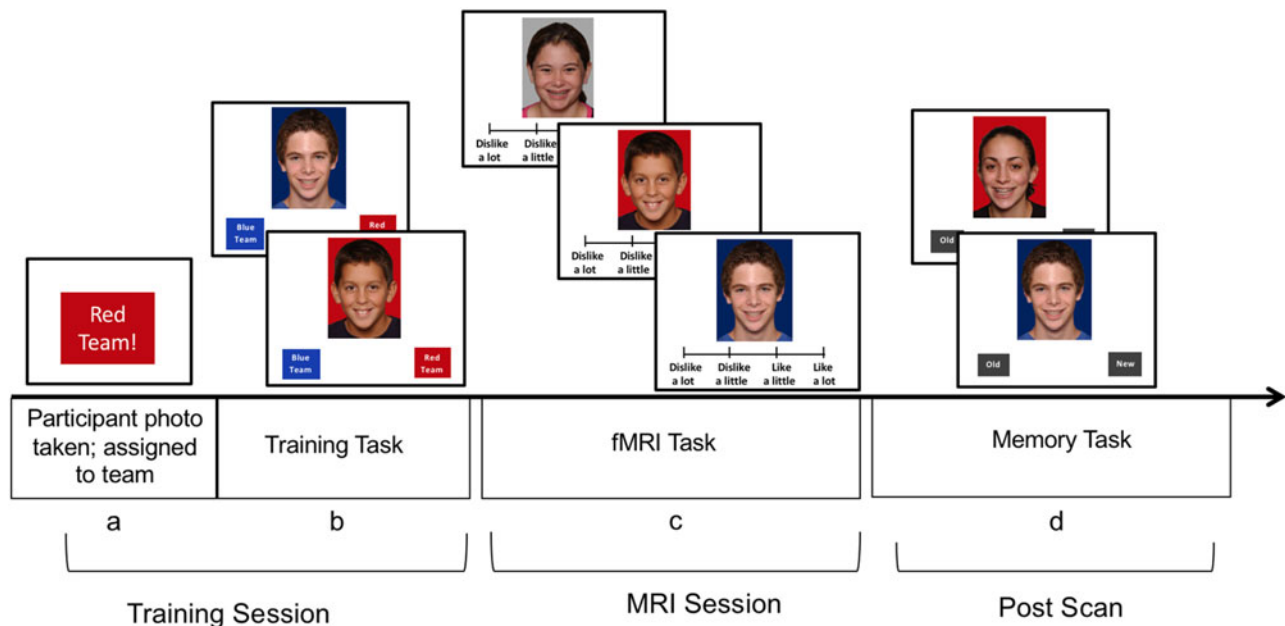 Red
Team!
Blue
Team
Red
Blue
Team
Red
Team
Dislike
a lot
Dislike
a little
Dislike
a lot
Dislike
a little
Dislike
a lot
Dislike
a little
Like
a little
Like
a lot
Old
Old
New
Participant photo
taken; assigned
to team
Training Task
fMRI Task
Memory Task
a
b
c
d
Training Session
MRI Session
Post Scan